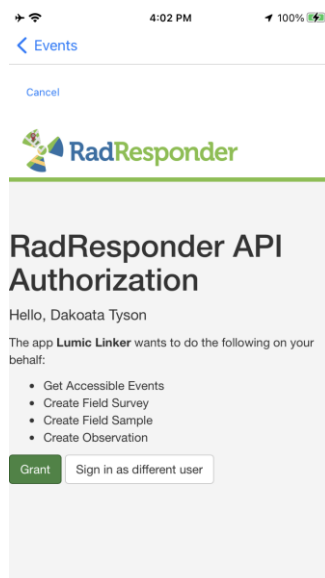 4:02 PM
100%
Events
Cancel
RadResponder
RadResponder API
Authorization
Hello, Dakoata Tyson
The app Lumic Linker wants to do the following on your
behalf:
• Get Accessible Events
• Create Field Survey
• Create Field Sample
• Create Observation
Grant
Sign in as different user